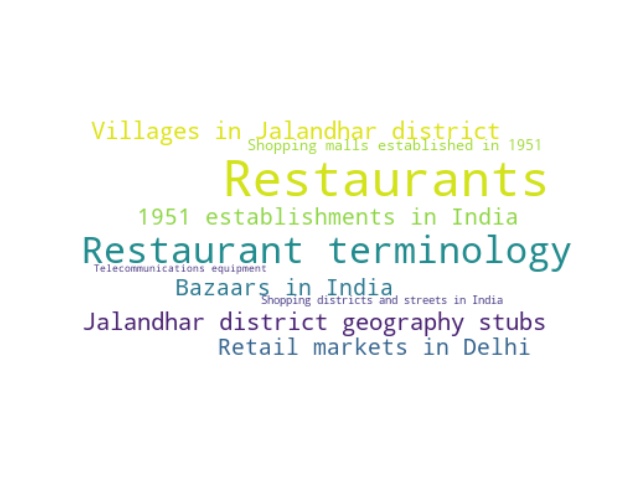 Villages in Jalandhar district
Shopping malls established in 1951
Restaurants
1951 establishments in India
Restaurant terminology
Telecommunications equipment
Bazaars in India
Shopping districts and streets in India
Jalandhar district geography stubs
Retail markets in Delhi